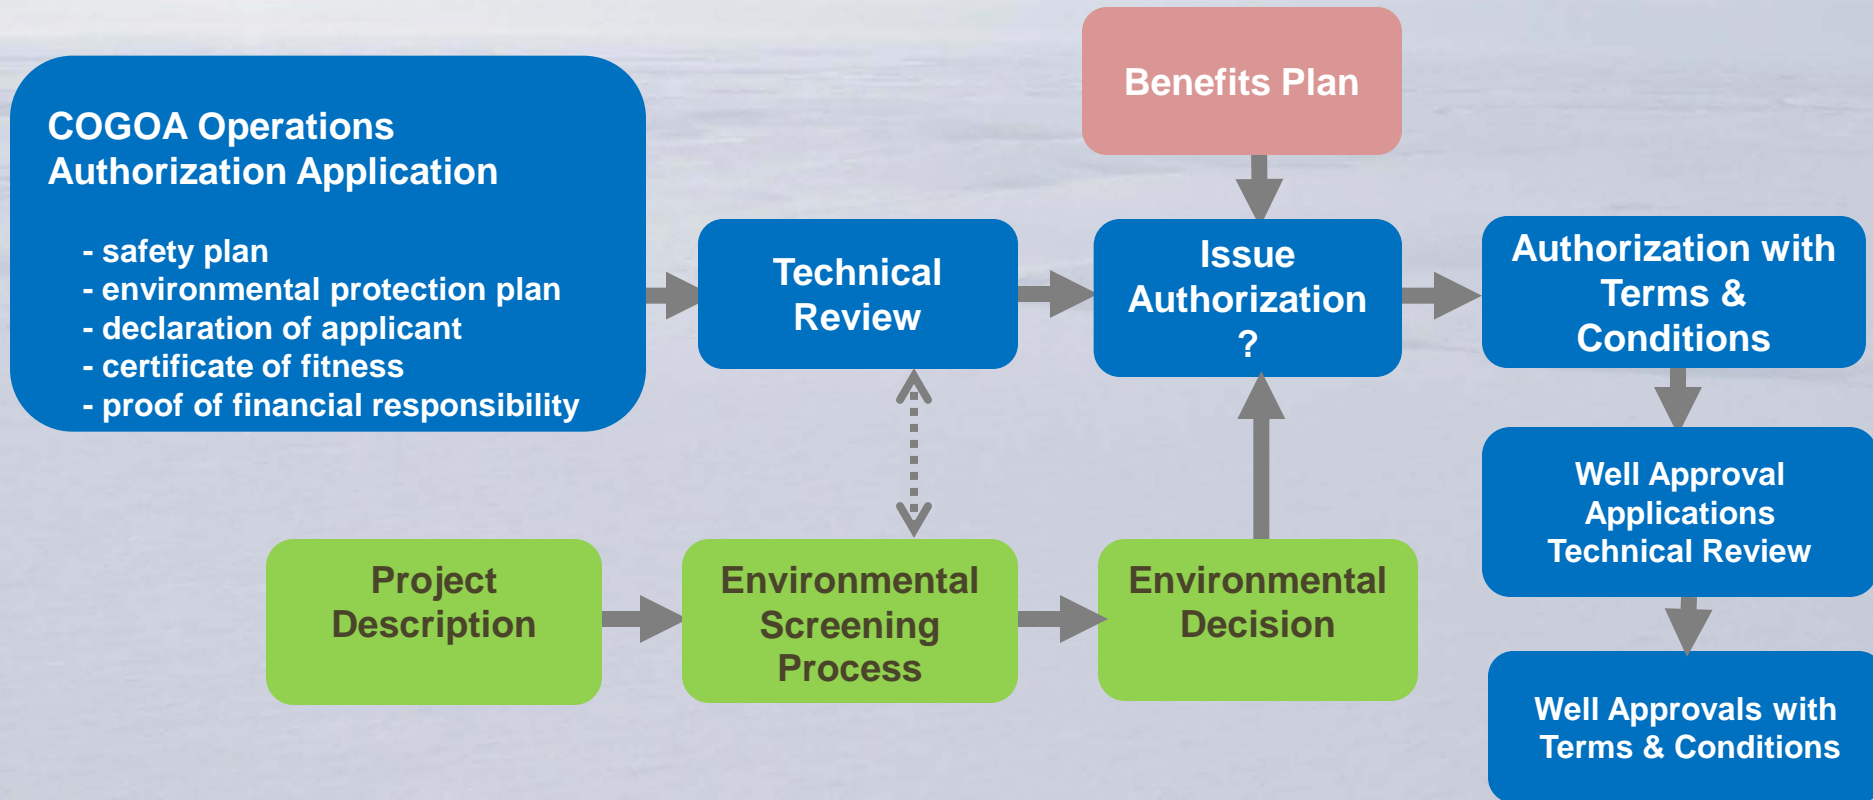 Benefits Plan
COGOA Operations
Authorization Application
- safety plan
- environmental protection plan
- declaration of applicant
- certificate of fitness
- proof of financial responsibility
Technical
Review
Issue
Authorization
?
Authorization with
Terms &
Conditions
Well Approval
Applications
Technical Review
Project
Description
Environmental
Screening
Process
Environmental
Decision
Well Approvals with
Terms & Conditions